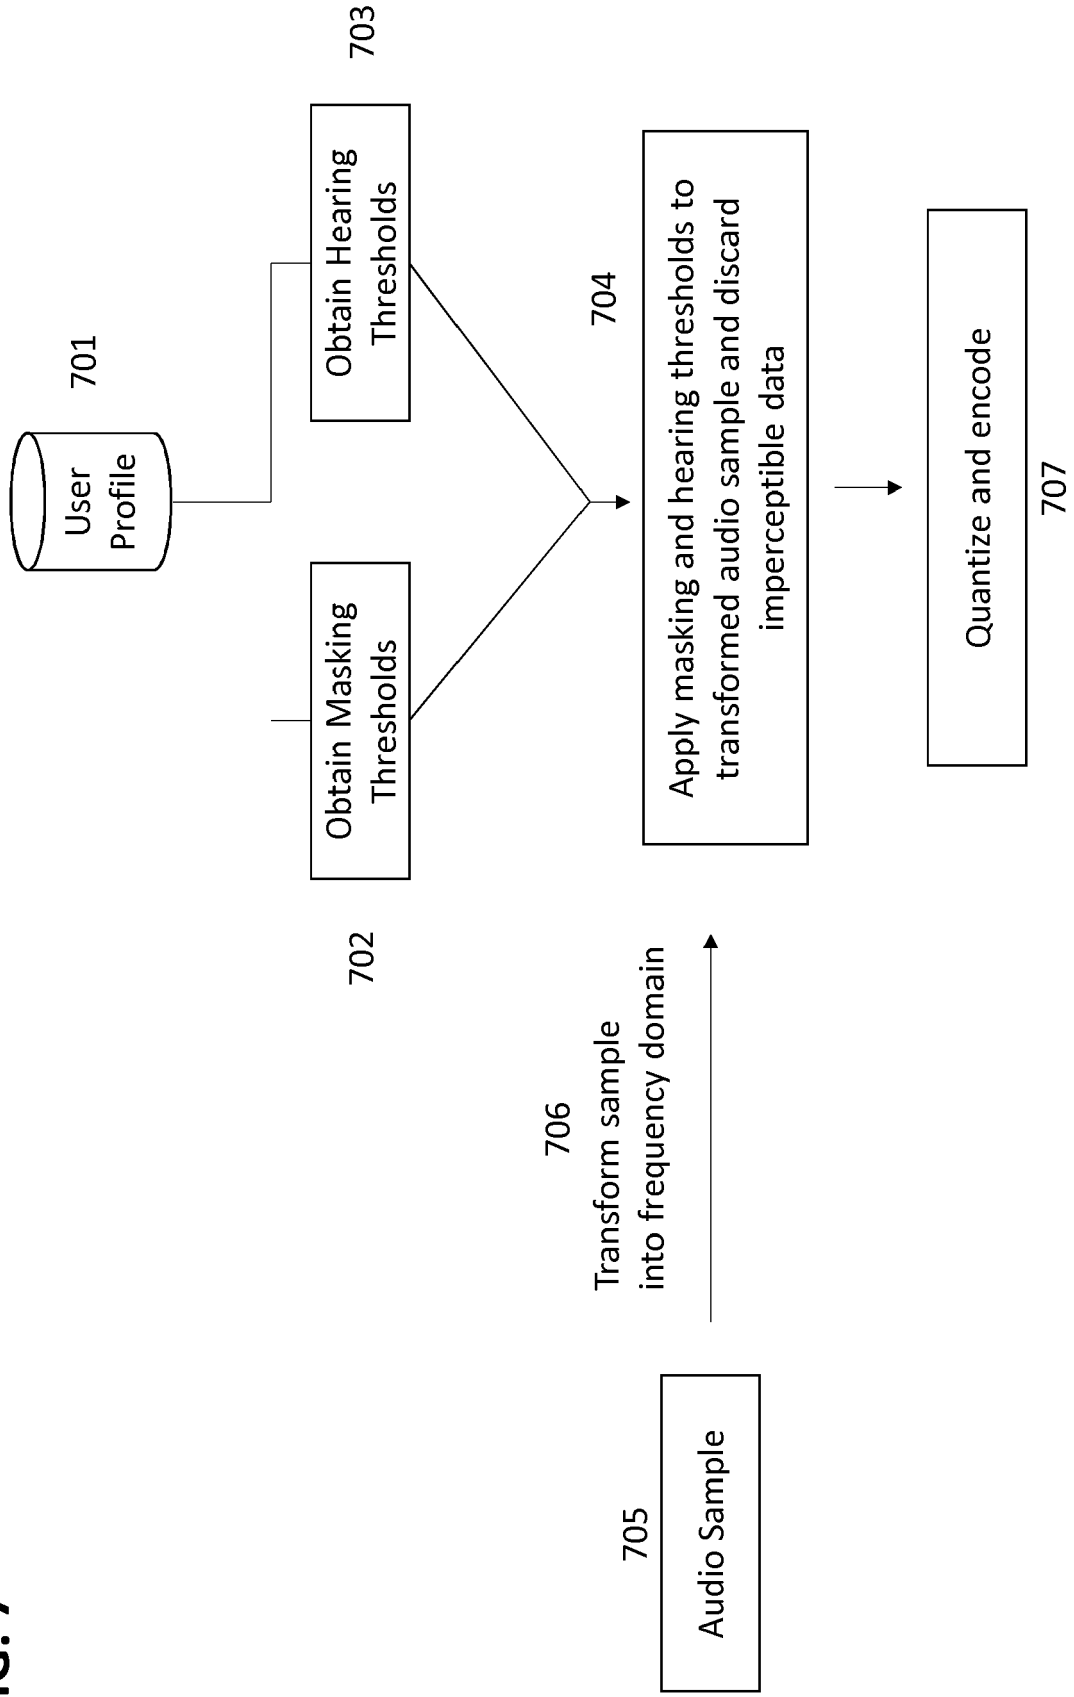 701
User
Profile
702
Obtain Masking
Thresholds
Obtain Hearing
Thresholds
703
704
Apply masking and hearing thresholds to
transformed audio sample and discard
imperceptible data
705
Audio Sample
706
Transform sample
into frequency domain
Quantize and encode
707